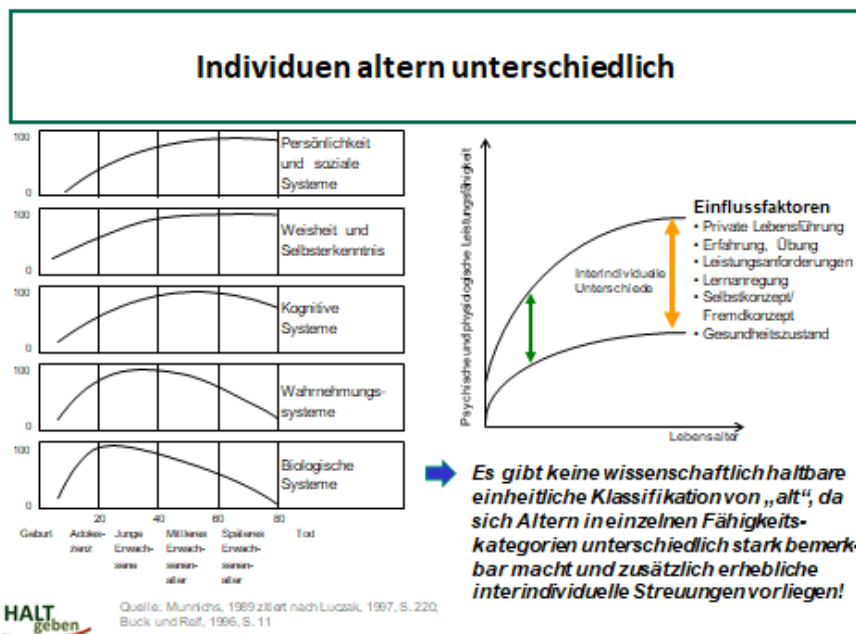 Individuen altern unterschiedlich
100
0
Persönlichkeit
und soziale
Systeme
100
0
Weisheit und
Selbsterkenntnis
100
0
Kognitive
Systeme
100
0
Wahrnehmungs-
systeme
100
0
Biologische
Systeme
20 40 60 80
Geburt Adoles- Junge Mittleres Späteres Tod
zenz Erwach- Erwach- Erwach-
sene senen- senen-
alter alter
Psychische und physiologische Leistungsfähigkeit
Interindividuelle
Unterschiede
Lebensalter
Einflussfaktoren
• Private Lebensführung
• Erfahrung, Übung
• Leistungsanforderungen
• Lernanregung
• Selbstkonzept/
Fremdkonzept
• Gesundheitszustand
Es gibt keine wissenschaftlich haltbare
einheitliche Klassifikation von „alt“, da
sich Altern in einzelnen Fähigkeits-
kategorien unterschiedlich stark bemerk-
bar macht und zusätzlich erhebliche
interindividuelle Streuungen vorliegen!
HALT
geben
Quelle: Munnichs, 1989 zitiert nach Luczak, 1997, S. 220;
Buck und Reif, 1996, S. 11